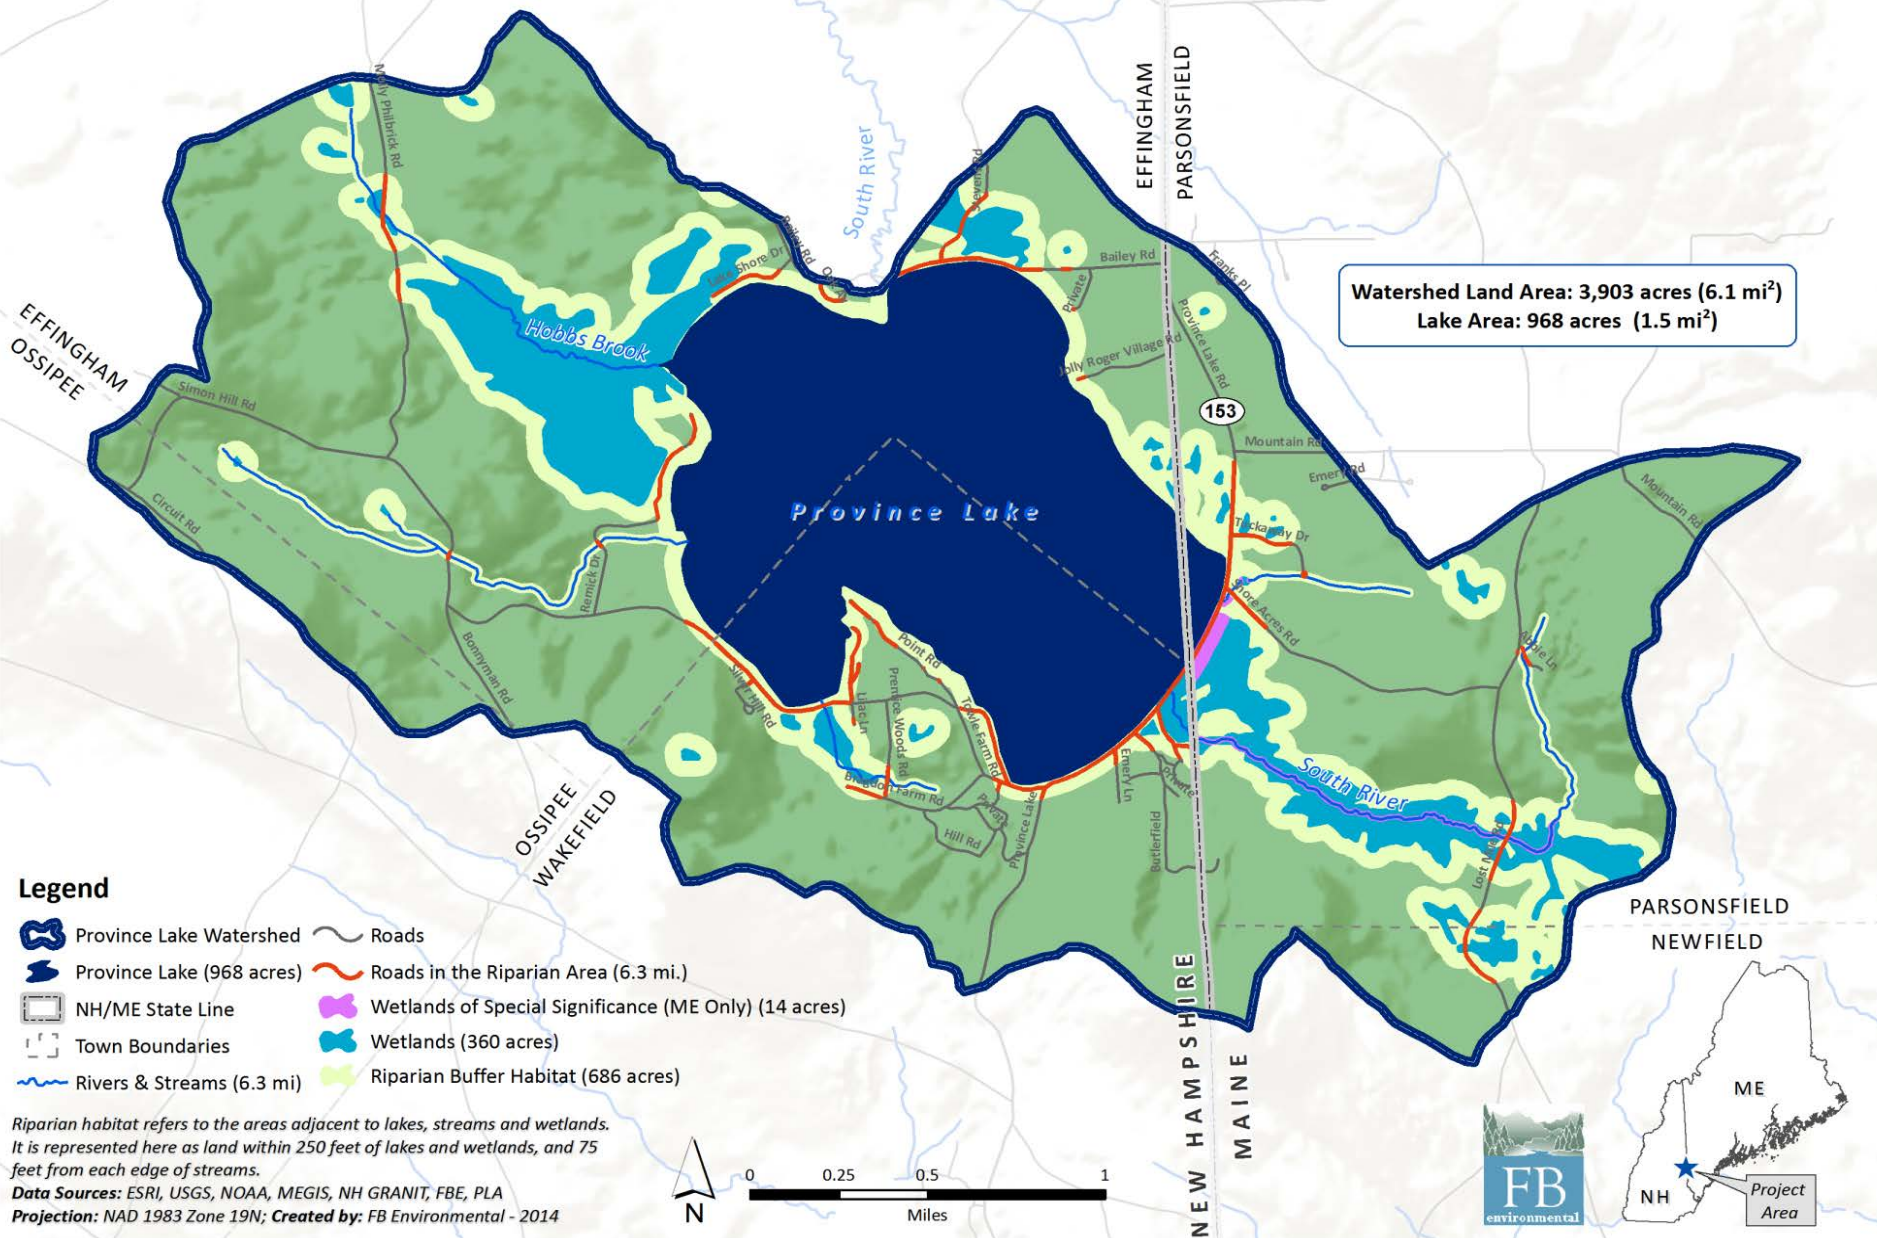 Molly Philbrick Rd
South River
EFFINGHAM
PARSONSFIELD
Stevens Rd
Bailey Rd
Lake Shore Dr
Bailey Rd
Private
Franks Pl
Province Lake Rd
Jolly Roger Village Rd
153
Watershed Land Area: 3,903 acres (6.1 mi²)
Lake Area: 968 acres (1.5 mi²)
EFFINGHAM
OSSIPEE
Hobbs Brook
Simon Hill Rd
Circuit Rd
Mountain Rd
Emery Rd
Mountain Rd
Province Lake
Tuckaway Dr
Remick Dr
Shore Acres Rd
Abbie Ln
Bonnyman Rd
Silver Hill Rd
Point Rd
Lilac Ln
Prentice Woods Rd
Towle Farm Rd
Bragdon Farm Rd
Private
Hill Rd
Province Lake
Emery Ln
Private
Butlerfield
South River
Lost Mile Rd
OSSIPEE
WAKEFIELD
PARSONSFIELD
NEWFIELD
NEW HAMPSHIRE
MAINE
Legend
Province Lake Watershed
Province Lake (968 acres)
NH/ME State Line
Town Boundaries
Rivers & Streams (6.3 mi)
Roads
Roads in the Riparian Area (6.3 mi.)
Wetlands of Special Significance (ME Only) (14 acres)
Wetlands (360 acres)
Riparian Buffer Habitat (686 acres)
Riparian habitat refers to the areas adjacent to lakes, streams and wetlands.
It is represented here as land within 250 feet of lakes and wetlands, and 75
feet from each edge of streams.
Data Sources: ESRI, USGS, NOAA, MEGIS, NH GRANIT, FBE, PLA
Projection: NAD 1983 Zone 19N; Created by: FB Environmental - 2014
N
0 0.25 0.5 1
Miles
FB
environmental
ME
NH
Project
Area